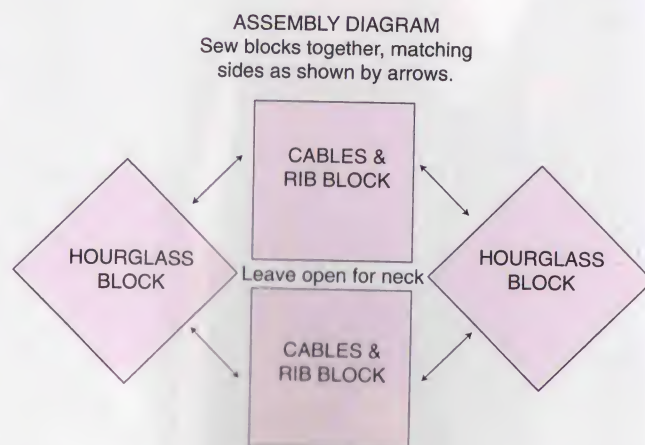 ASSEMBLY DIAGRAM
Sew blocks together, matching
sides as shown by arrows.
CABLES &
RIB BLOCK
HOURGLASS
BLOCK
HOURGLASS
BLOCK
Leave open for neck
CABLES &
RIB BLOCK